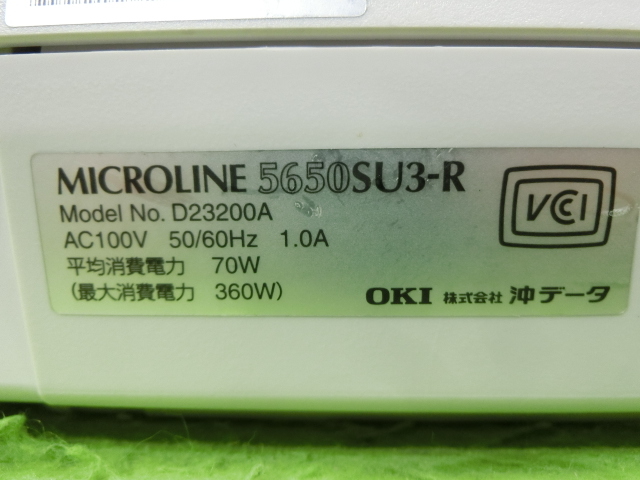 MICROLINE 5650SU3-R
Model No. D23200A
AC100V 50/60Hz 1.0A
平均消費電力 70W
(最大消費電力 360W)
VCI
OKI 株式会社 沖データ